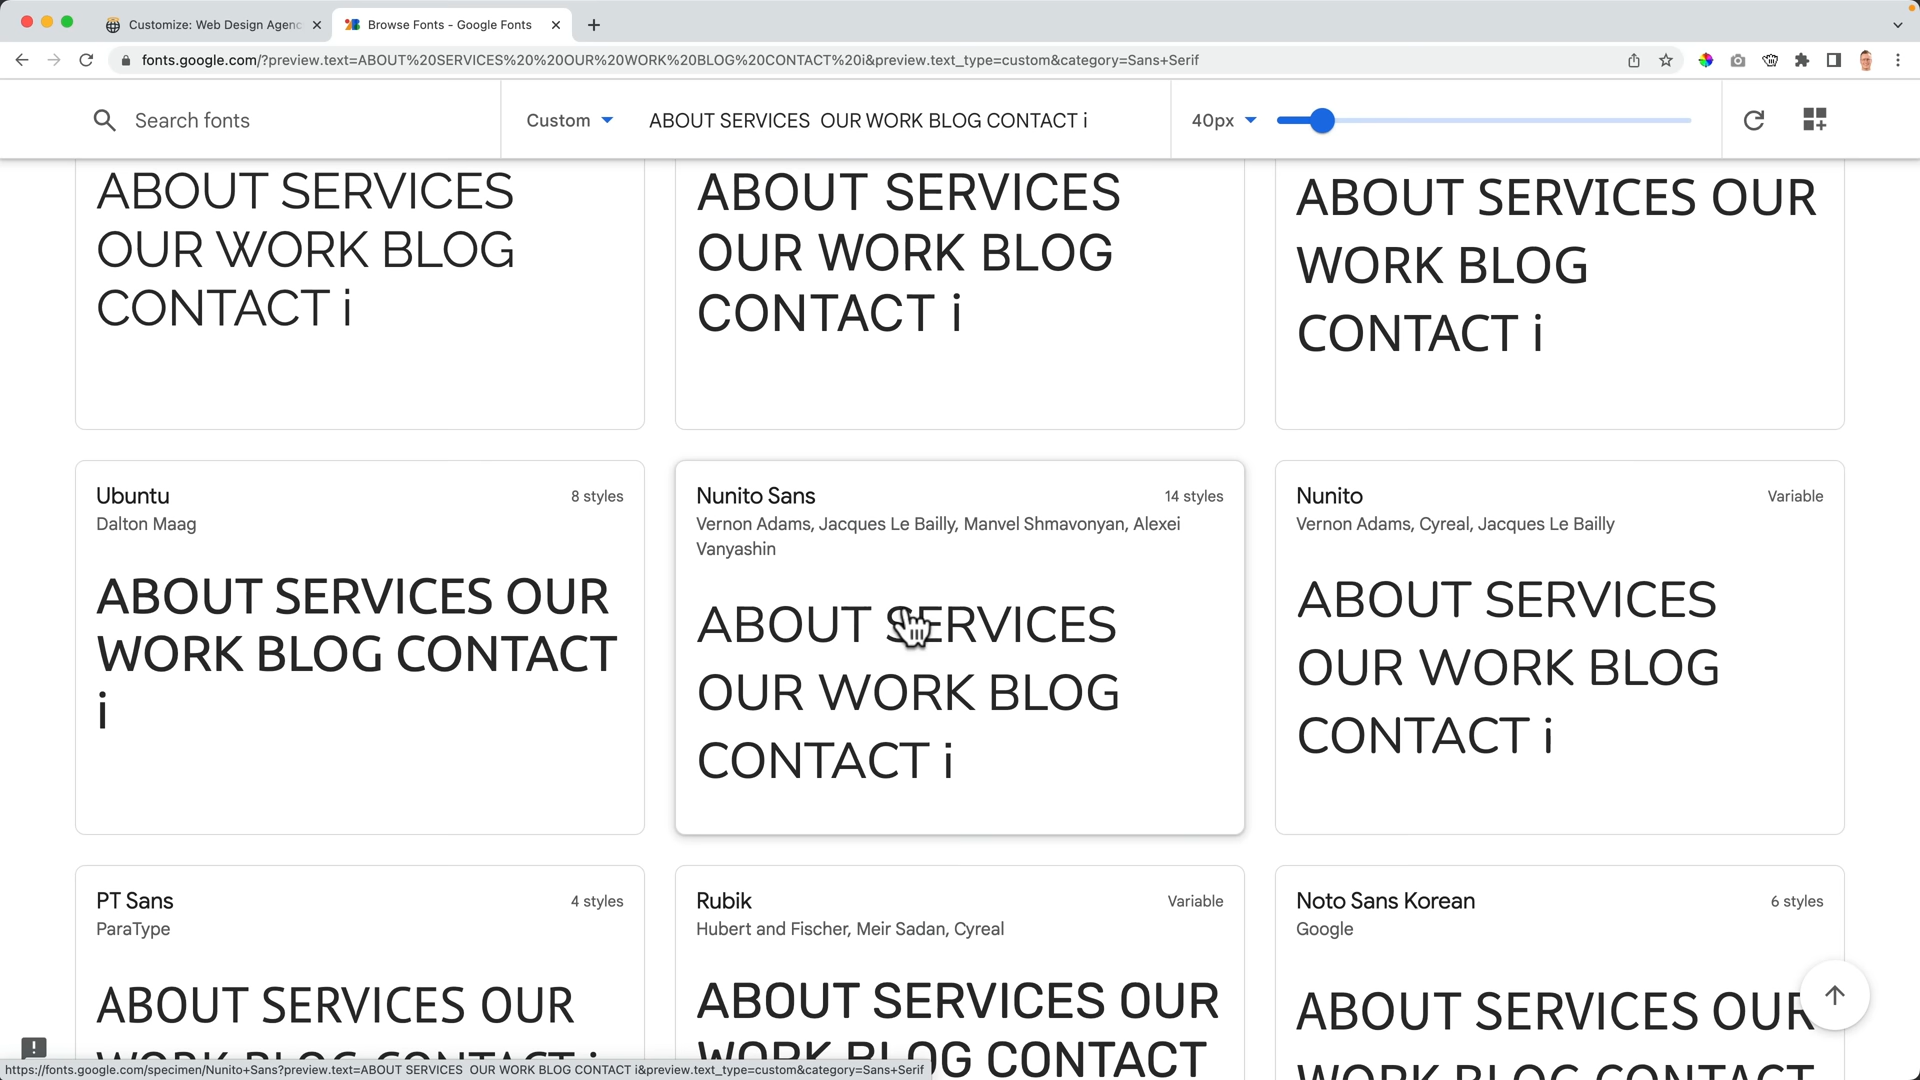 Customize: Web Design Agenc
Browse Fonts - Google Fonts
fonts.google.com/?preview.text=ABOUT%20SERVICES%20%20OUR%20WORK%20BLOG%20CONTACT%20i&preview.text_type=custom&category=Sans+Serif
Search fonts
Custom
ABOUT SERVICES  OUR WORK BLOG CONTACT i
40px
ABOUT SERVICES
OUR WORK BLOG
CONTACT i
ABOUT SERVICES
OUR WORK BLOG
CONTACT i
ABOUT SERVICES OUR
WORK BLOG
CONTACT i
Ubuntu
8 styles
Dalton Maag
ABOUT SERVICES OUR
WORK BLOG CONTACT
i
Nunito Sans
14 styles
Vernon Adams, Jacques Le Bailly, Manvel Shmavonyan, Alexei
Vanyashin
ABOUT SERVICES
OUR WORK BLOG
CONTACT i
Nunito
Variable
Vernon Adams, Cyreal, Jacques Le Bailly
ABOUT SERVICES
OUR WORK BLOG
CONTACT i
PT Sans
4 styles
ParaType
ABOUT SERVICES OUR
WORK BLOG CONTACT i
Rubik
Variable
Hubert and Fischer, Meir Sadan, Cyreal
ABOUT SERVICES OUR
WORK BLOG CONTACT
Noto Sans Korean
6 styles
Google
ABOUT SERVICES OUR
WORK BLOG CONTACT
https://fonts.google.com/specimen/Nunito+Sans?preview.text=ABOUT SERVICES  OUR WORK BLOG CONTACT i&preview.text_type=custom&category=Sans+Serif